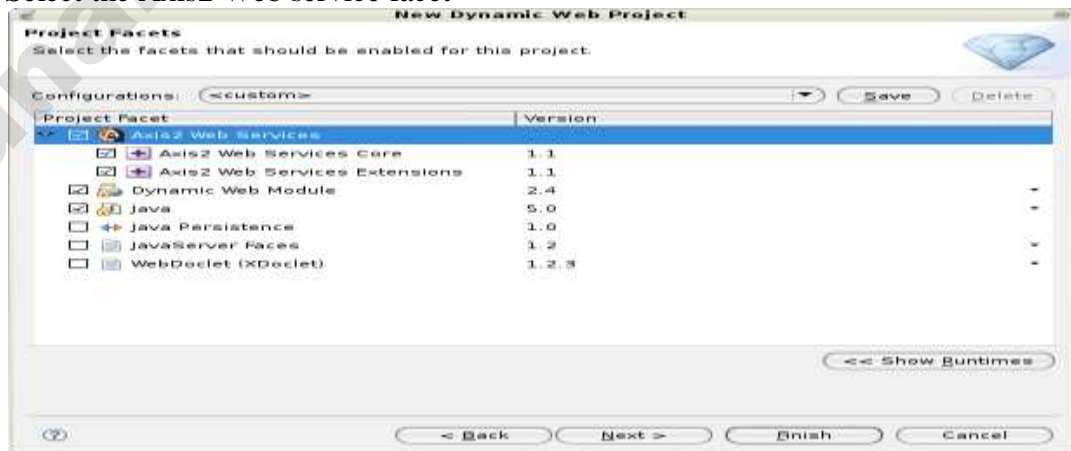 Select the Axis2 Web service facet
New Dynamic Web Project
Project Facets
Select the facets that should be enabled for this project.
Configurations: <custom> Save Delete
Project Facet Version
Axis2 Web Services
Axis2 Web Services Core 1.1
Axis2 Web Services Extensions 1.1
Dynamic Web Module 2.4
Java 5.0
Java Persistence 1.0
JavaServer Faces 1.2
WebDoclet (XDoclet) 1.2.3
<< Show Runtimes
< Back Next > Finish Cancel